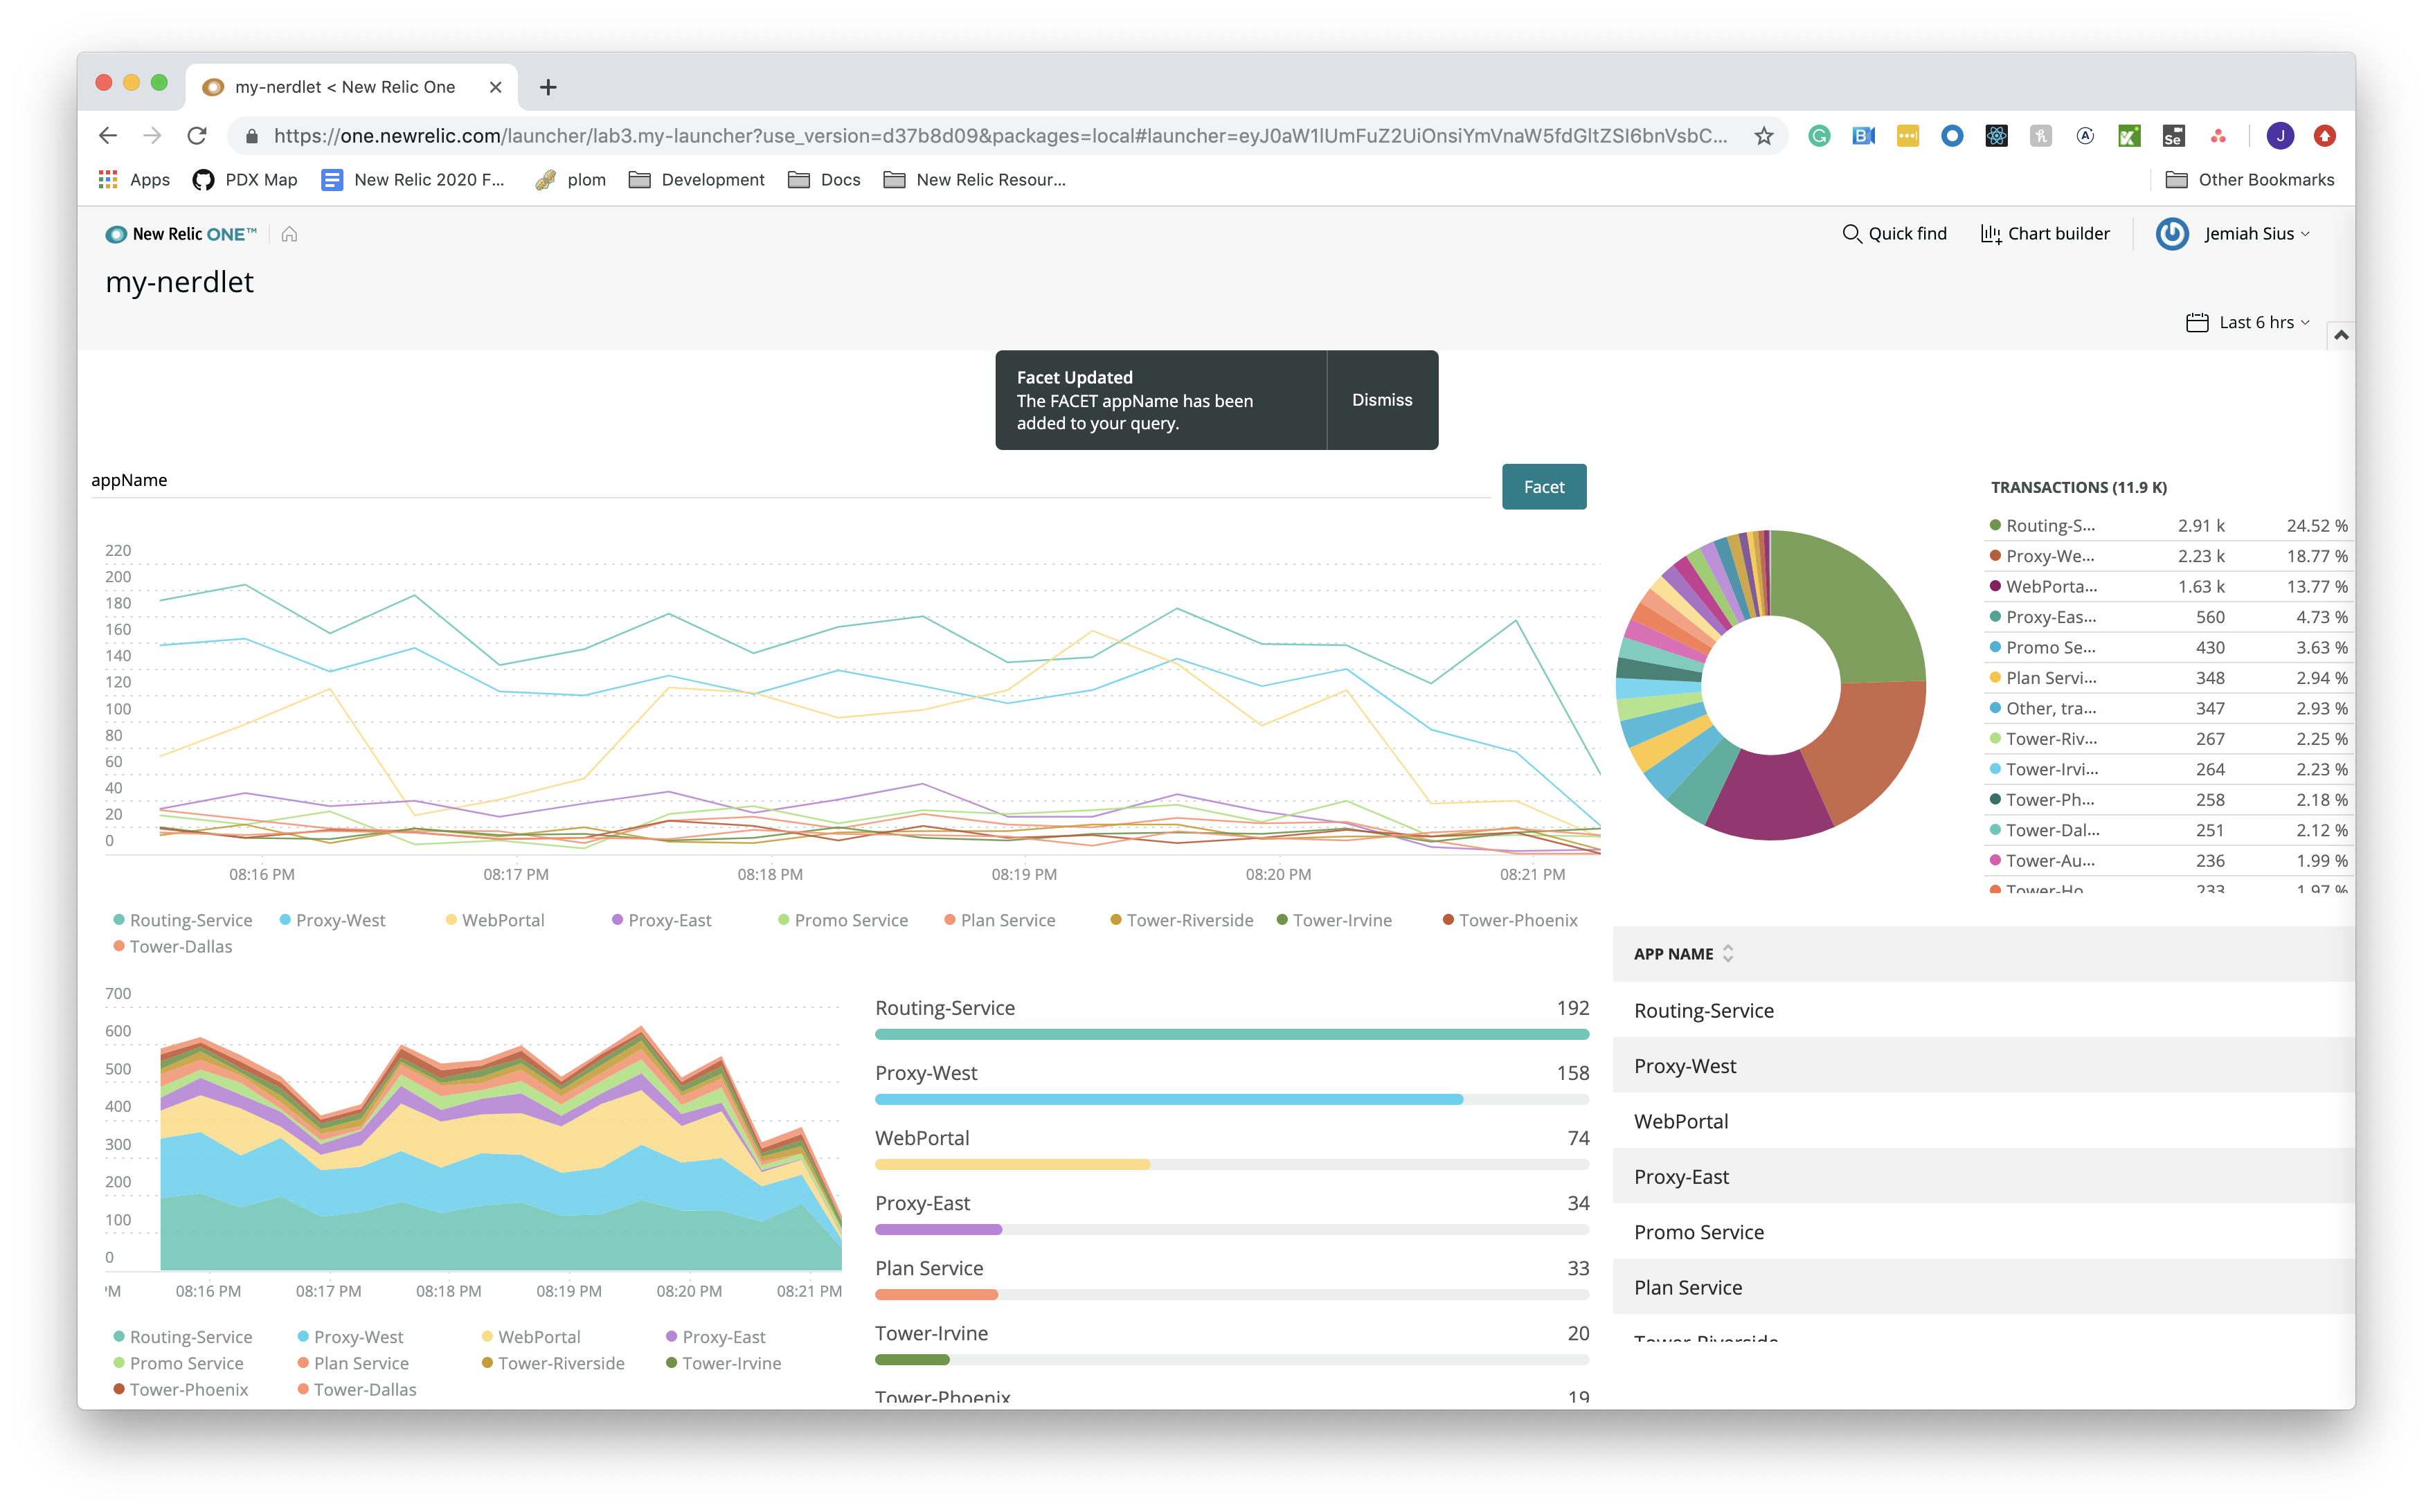 my-nerdlet < New Relic One
https://one.newrelic.com/launcher/lab3.my-launcher?use_version=d37b8d09&packages=local#launcher=eyJ0aW1lUmFuZ2UiOnsiYmVnaW5fdGltZSI6bnVsbC...
Apps PDX Map New Relic 2020 F... plom Development Docs New Relic Resour... Other Bookmarks
New Relic ONE™ Quick find Chart builder Jemiah Sius
my-nerdlet
Last 6 hrs
Facet Updated
The FACET appName has been
added to your query.
Dismiss
appName
Facet
220
200
180
160
140
120
100
80
60
40
20
0
08:16 PM 08:17 PM 08:18 PM 08:19 PM 08:20 PM 08:21 PM
Routing-Service Proxy-West WebPortal Proxy-East Promo Service Plan Service Tower-Riverside Tower-Irvine Tower-Phoenix
Tower-Dallas
TRANSACTIONS (11.9 K)
Routing-S... 2.91 k 24.52 %
Proxy-We... 2.23 k 18.77 %
WebPorta... 1.63 k 13.77 %
Proxy-Eas... 560 4.73 %
Promo Se... 430 3.63 %
Plan Servi... 348 2.94 %
Other, tra... 347 2.93 %
Tower-Riv... 267 2.25 %
Tower-Irvi... 264 2.23 %
Tower-Ph... 258 2.18 %
Tower-Dal... 251 2.12 %
Tower-Au... 236 1.99 %
Tower-Ho 233 1.97 %
700
600
500
400
300
200
100
0
PM 08:16 PM 08:17 PM 08:18 PM 08:19 PM 08:20 PM 08:21 PM
Routing-Service Proxy-West WebPortal Proxy-East
Promo Service Plan Service Tower-Riverside Tower-Irvine
Tower-Phoenix Tower-Dallas
Routing-Service 192
Proxy-West 158
WebPortal 74
Proxy-East 34
Plan Service 33
Tower-Irvine 20
Tower-Phoenix 19
APP NAME
Routing-Service
Proxy-West
WebPortal
Proxy-East
Promo Service
Plan Service
Tower-Riverside